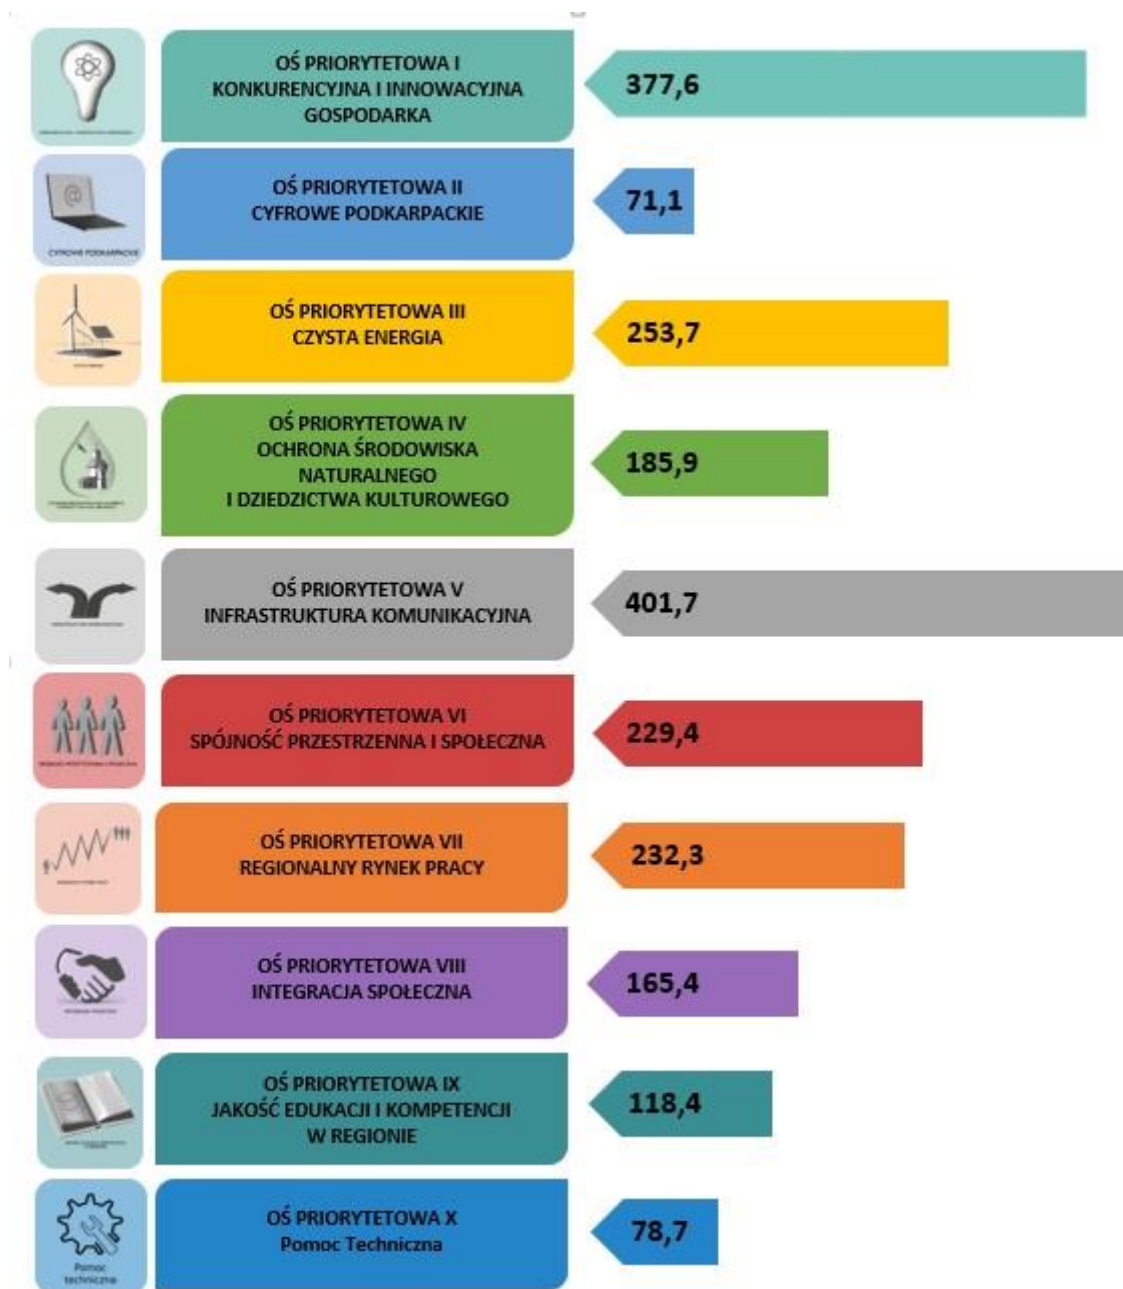 OŚ PRIORYTETOWA I
KONKURENCYJNA I INNOWACYJNA
GOSPODARKA
377,6
CYFROWE PODKARPACKIE
OŚ PRIORYTETOWA II
CYFROWE PODKARPACKIE
71,1
OŚ PRIORYTETOWA III
CZYSTA ENERGIA
253,7
OŚ PRIORYTETOWA IV
OCHRONA ŚRODOWISKA
NATURALNEGO
I DZIEDZICTWA KULTUROWEGO
185,9
OŚ PRIORYTETOWA V
INFRASTRUKTURA KOMUNIKACYJNA
401,7
OŚ PRIORYTETOWA VI
SPÓJNOŚĆ PRZESTRZENNA I SPOŁECZNA
229,4
OŚ PRIORYTETOWA VII
REGIONALNY RYNEK PRACY
232,3
OŚ PRIORYTETOWA VIII
INTEGRACJA SPOŁECZNA
165,4
OŚ PRIORYTETOWA IX
JAKOŚĆ EDUKACJI I KOMPETENCJI
W REGIONIE
118,4
Pomoc
techniczna
OŚ PRIORYTETOWA X
Pomoc Techniczna
78,7